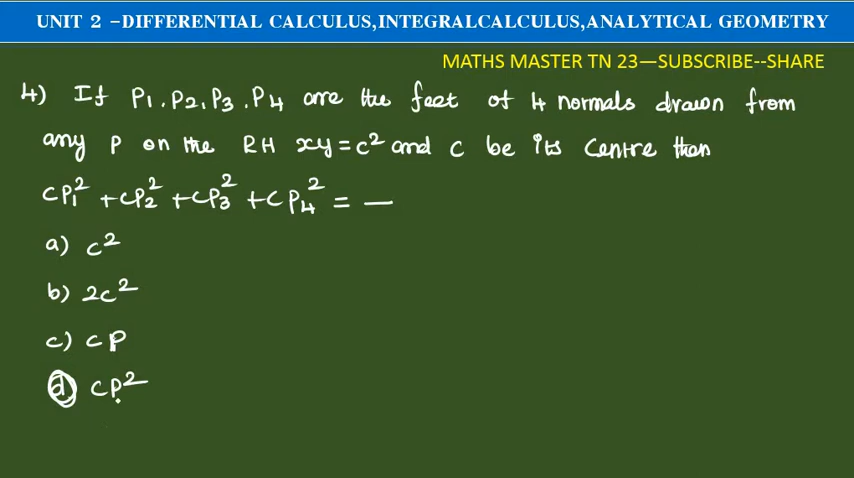 UNIT 2 -DIFFERENTIAL CALCULUS,INTEGRALCALCULUS,ANALYTICAL GEOMETRY
MATHS MASTER TN 23—SUBSCRIBE--SHARE
4) If P₁, P₂, P₃, P₄ are the feet of 4 normals drawn from
any P on the RH xy = c² and C be its centre then
CP₁² + CP₂² + CP₃² + CP₄² = —
a) c²
b) 2c²
c) CP
d) CP²